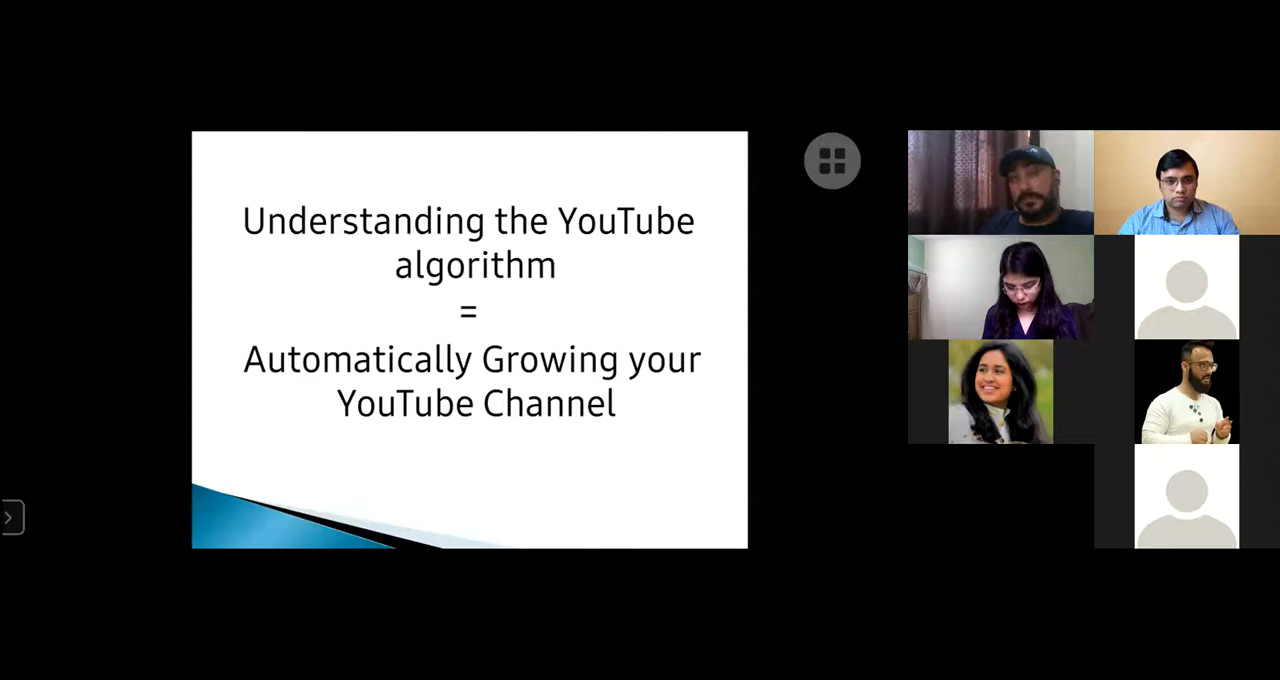 Understanding the YouTube
algorithm
=
Automatically Growing your
YouTube Channel